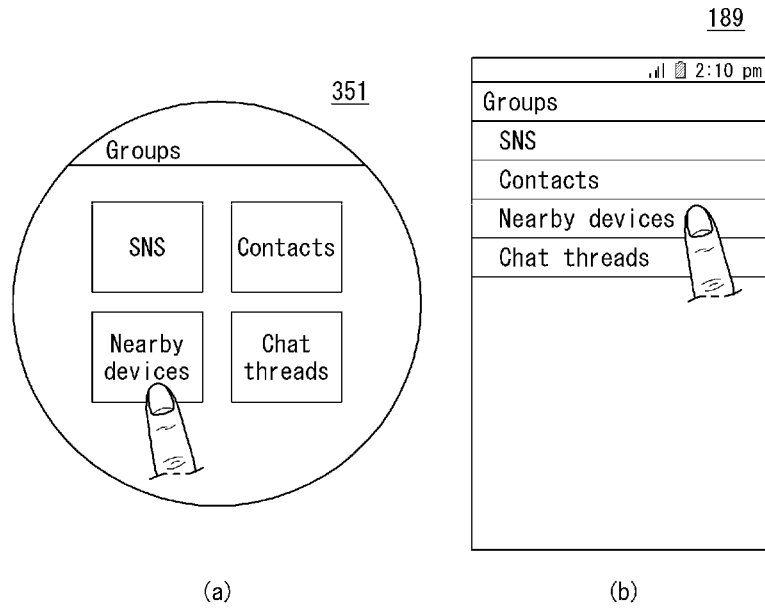 189
351
Groups
SNS
Contacts
Nearby
devices
Chat
threads
2:10 pm
Groups
SNS
Contacts
Nearby devices
Chat threads
(a)
(b)